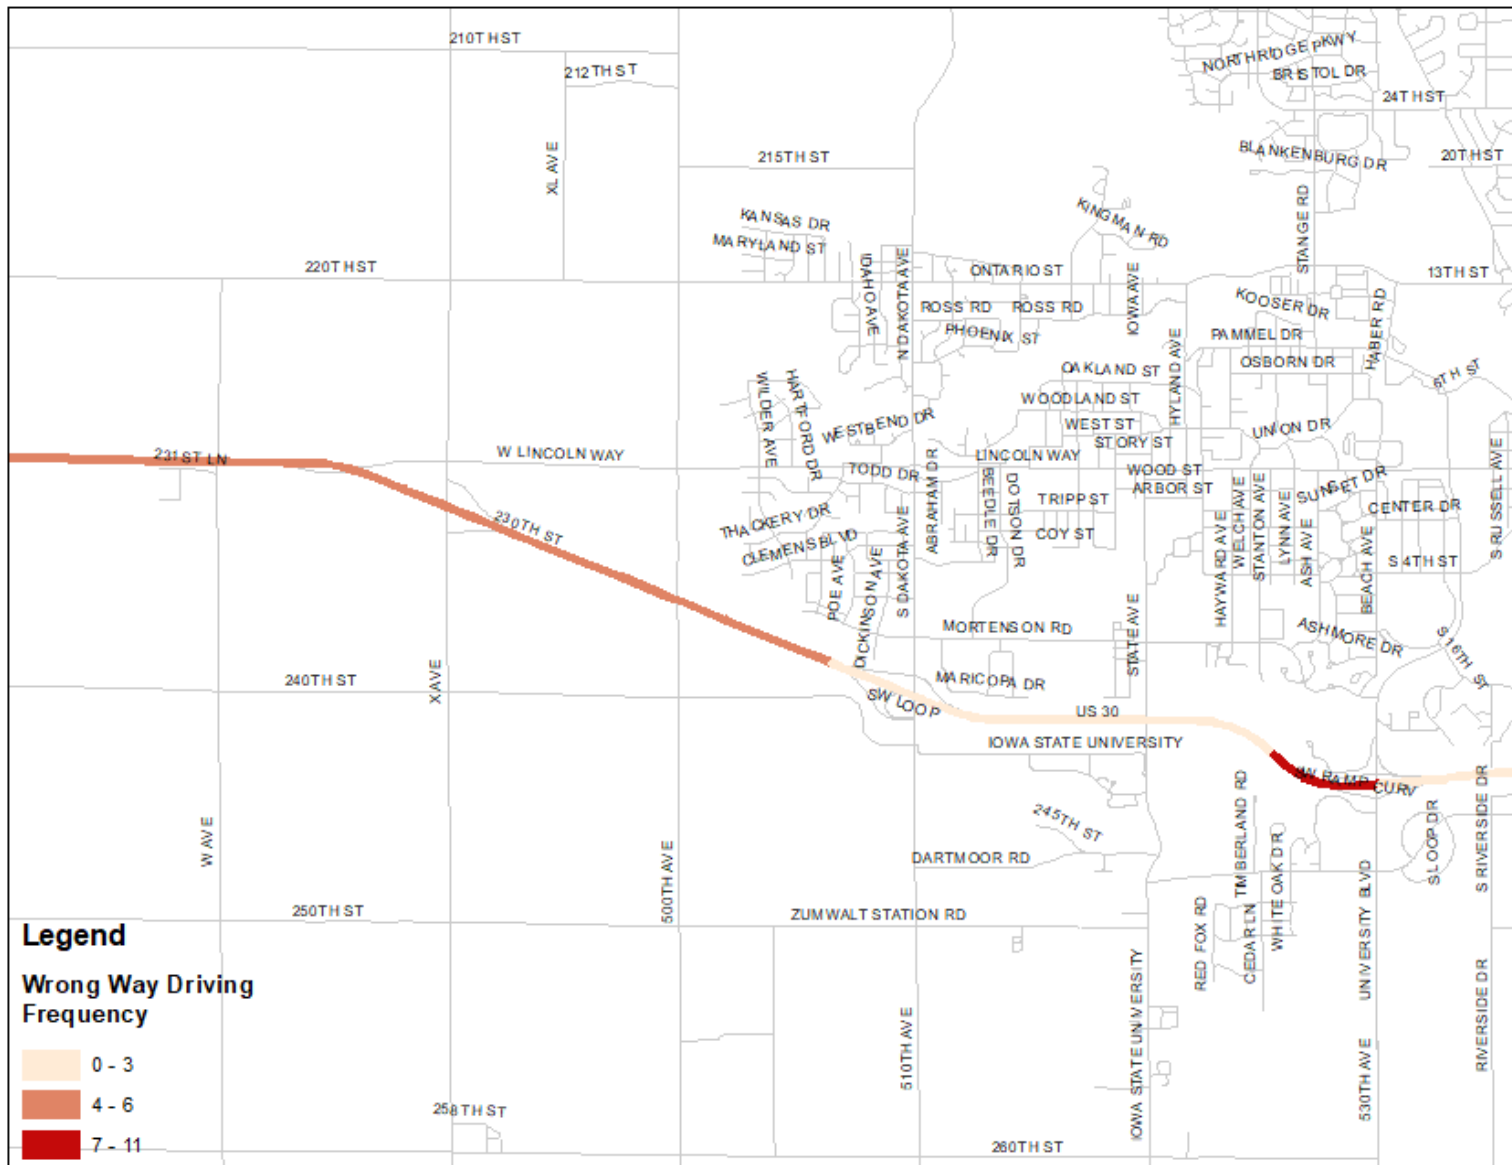 210TH ST
212TH ST
NORTHRIDGE PKWY
BRISTOL DR
24TH ST
XL AVE
215TH ST
BLANKENBURG DR
20TH ST
KANSAS DR
MARYLAND ST
KINGMAN RD
STANGE RD
220TH ST
IDAHO AVE
N DAKOTA AVE
ONTARIO ST
IOWA AVE
13TH ST
ROSS RD
ROSS RD
PHOENIX ST
KOOSER DR
HABER RD
PAMMEL DR
OSBORN DR
HYLAND AVE
OAKLAND ST
6TH ST
WILDER AVE
HARTFORD DR
WOODLAND ST
WESTBEND DR
WEST ST
UNION DR
STORY ST
231ST LN
W LINCOLN WAY
LINCOLN WAY
TODD DR
WOOD ST
ARBOR ST
ABRAHAM DR
BEEDLE DR
DOTSON DR
TRIPP ST
SUNSET DR
CENTER DR
S RUSSELL AVE
230TH ST
THACKERY DR
CLEMENS BLVD
S DAKOTA AVE
COY ST
HAYWARD AVE
WELCH AVE
STANTON AVE
LYNN AVE
ASH AVE
BEACH AVE
S 4TH ST
POE AVE
DICKINSON AVE
MORTENSON RD
STATE AVE
ASHMORE DR
S 16TH ST
X AVE
240TH ST
MARICOPA DR
SW LOOP
US 30
IOWA STATE UNIVERSITY
W RAMP CURV
W AVE
500TH AVE
245TH ST
DARTMOOR RD
TIMBERLAND RD
WHITE OAK DR
S LOOP DR
S RIVERSIDE DR
250TH ST
ZUMWALT STATION RD
RED FOX RD
CEDAR LN
UNIVERSITY BLVD
Legend
Wrong Way Driving
Frequency
0 - 3
4 - 6
7 - 11
510TH AVE
IOWA STATE UNIVERSITY
530TH AVE
RIVERSIDE DR
258TH ST
260TH ST